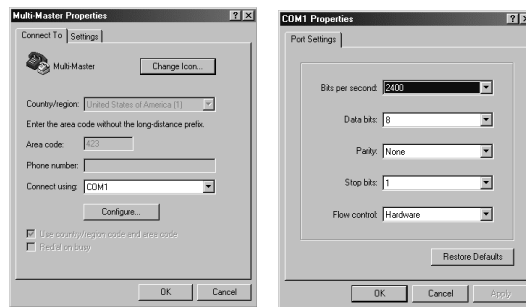 Multi-Master Properties
Connect To
Settings
Multi-Master
Change Icon...
Country/region:
United States of America (1)
Enter the area code without the long-distance prefix.
Area code:
423
Phone number:
Connect using:
COM1
Configure...
Use country/region code and area code
Redial on busy
OK
Cancel
COM1 Properties
Port Settings
Bits per second:
2400
Data bits:
8
Parity:
None
Stop bits:
1
Flow control:
Hardware
Restore Defaults
OK
Cancel
Apply